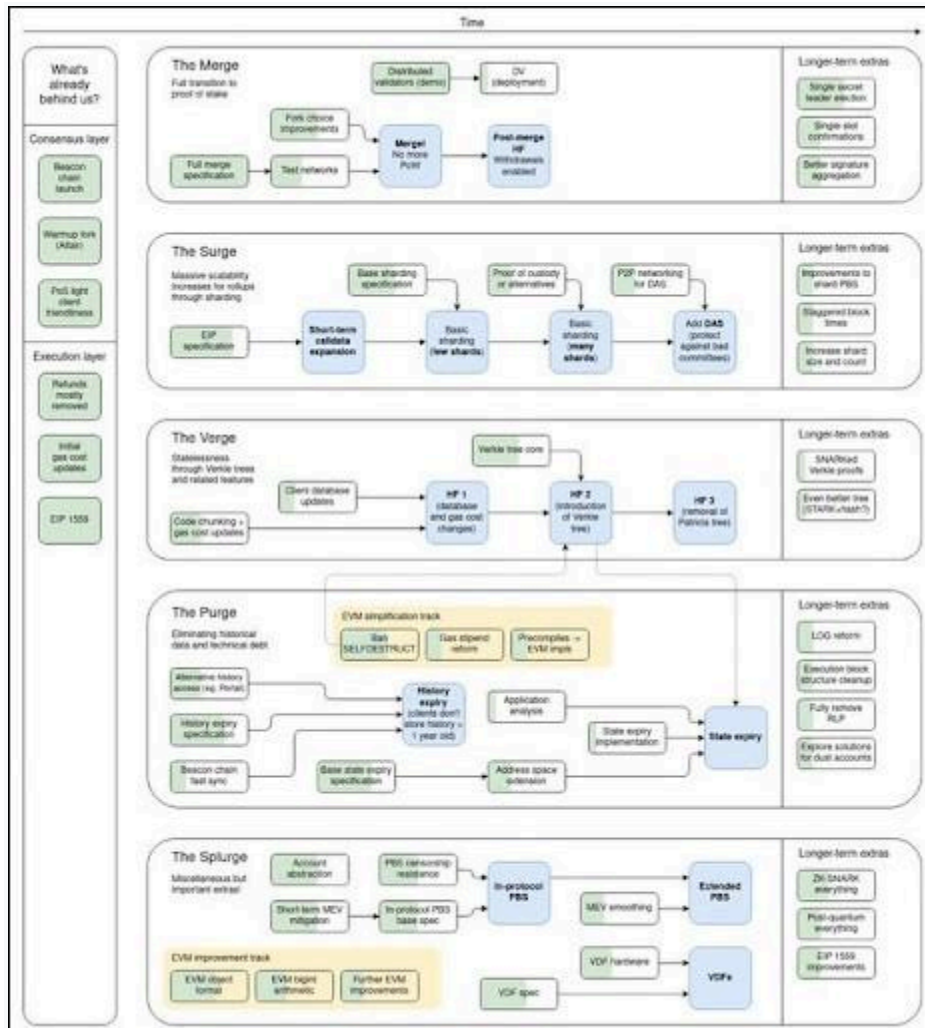 Time
What's
already
behind us?
Consensus layer
Beacon
chain
launch
Warmup fork
(Altair)
PoS light
client
friendliness
Execution layer
Refunds
mostly
removed
Initial
gas cost
updates
EIP 1559
The Merge
Full transition to
proof of stake
Distributed
validators (demo)
DV
(deployment)
Fork choice
improvements
Full merge
specification
Test networks
Merge!
No more
PoW!
Post-merge
HF
Withdrawals
enabled
Longer-term extras
Single secret
leader election
Single slot
confirmations
Better signature
aggregation
The Surge
Massive scalability
increases for rollups
through sharding
Base sharding
specification
Proof of custody
or alternatives
P2P networking
for DAS
EIP
specification
Short-term
calldata
expansion
Basic
sharding
(few shards)
Basic
sharding
(many
shards)
Add DAS
(protect
against bad
committees)
Longer-term extras
Improvements to
shard PBS
Staggered block
times
Increase shard
size and count
The Verge
Statelessness
through Verkle trees
and related features
Verkle tree core
Client database
updates
Code chunking +
gas cost updates
HF 1
(database
and gas cost
changes)
HF 2
(introduction
of Verkle
tree)
HF 3
(removal of
Patricia tree)
Longer-term extras
SNARKed
Verkle proofs
Even better tree
(STARK hash?)
The Purge
Eliminating historical
data and technical debt
EVM simplification track
Ban
SELFDESTRUCT
Gas stipend
reform
Precompiles →
EVM impls
Alternative history
access (eg. Portal)
History expiry
specification
Beacon chain
fast sync
History
expiry
(clients don't
store history >
1 year old)
Application
analysis
State expiry
implementation
Base state expiry
specification
Address space
extension
State expiry
Longer-term extras
LOG reform
Execution block
structure cleanup
Fully remove
RLP
Explore solutions
for dust accounts
The Splurge
Miscellaneous but
important extras!
Account
abstraction
PBS censorship
resistance
Short-term MEV
mitigation
In-protocol PBS
base spec
In-protocol
PBS
MEV smoothing
Extended
PBS
EVM improvement track
EVM object
format
EVM bigint
arithmetic
Further EVM
improvements
VDF hardware
VDF spec
VDFs
Longer-term extras
ZK-SNARK
everything
Post-quantum
everything
EIP 1559
improvements